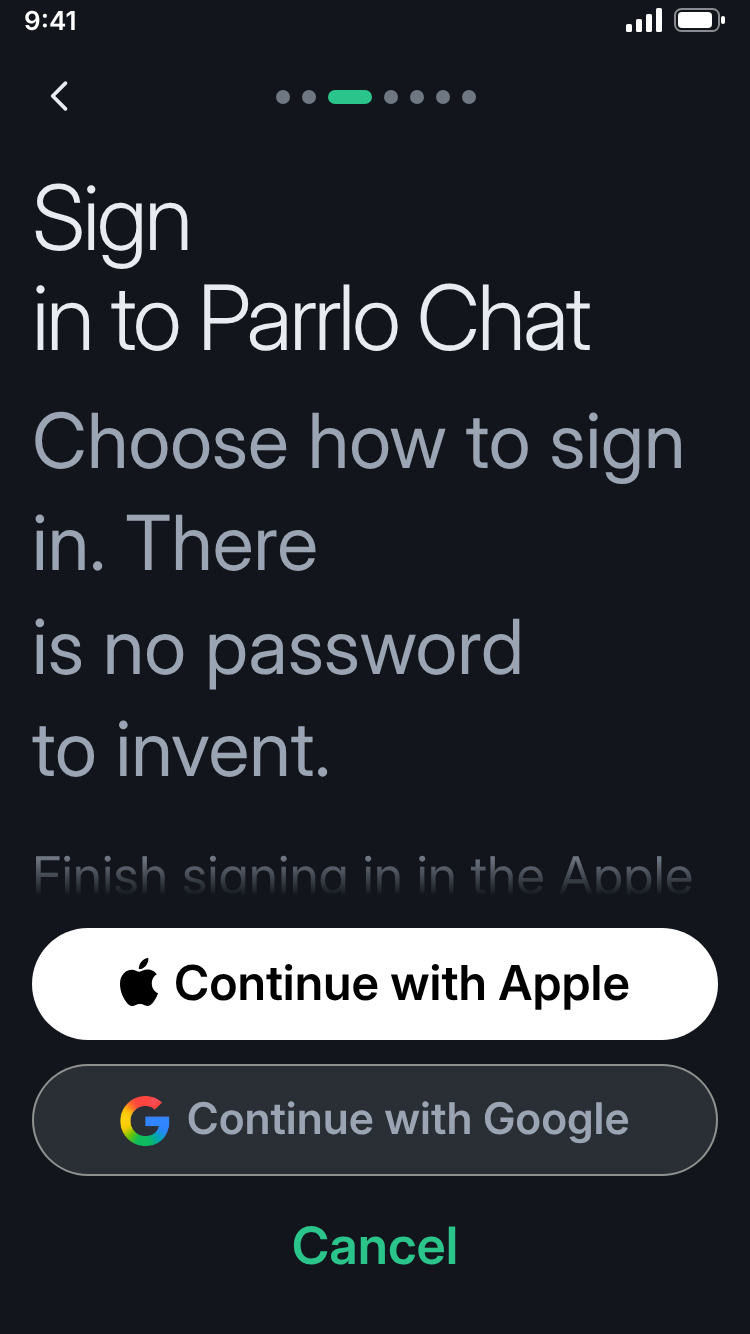 9:41
Sign
in to Parrlo Chat
Choose how to sign
in. There
is no password
to invent.
Finish signing in in the Apple
Continue with Apple
Continue with Google
Cancel